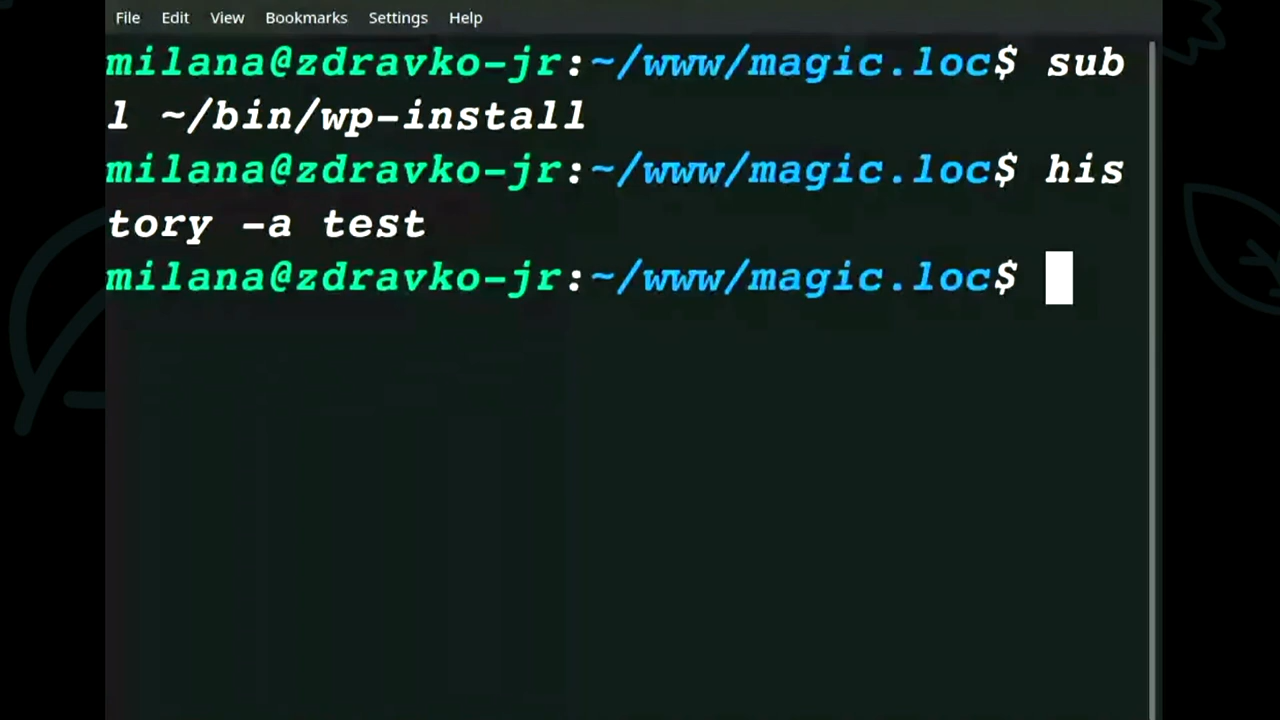 File Edit View Bookmarks Settings Help
milana@zdravko-jr:~/www/magic.loc$ sub
l ~/bin/wp-install
milana@zdravko-jr:~/www/magic.loc$ his
tory -a test
milana@zdravko-jr:~/www/magic.loc$